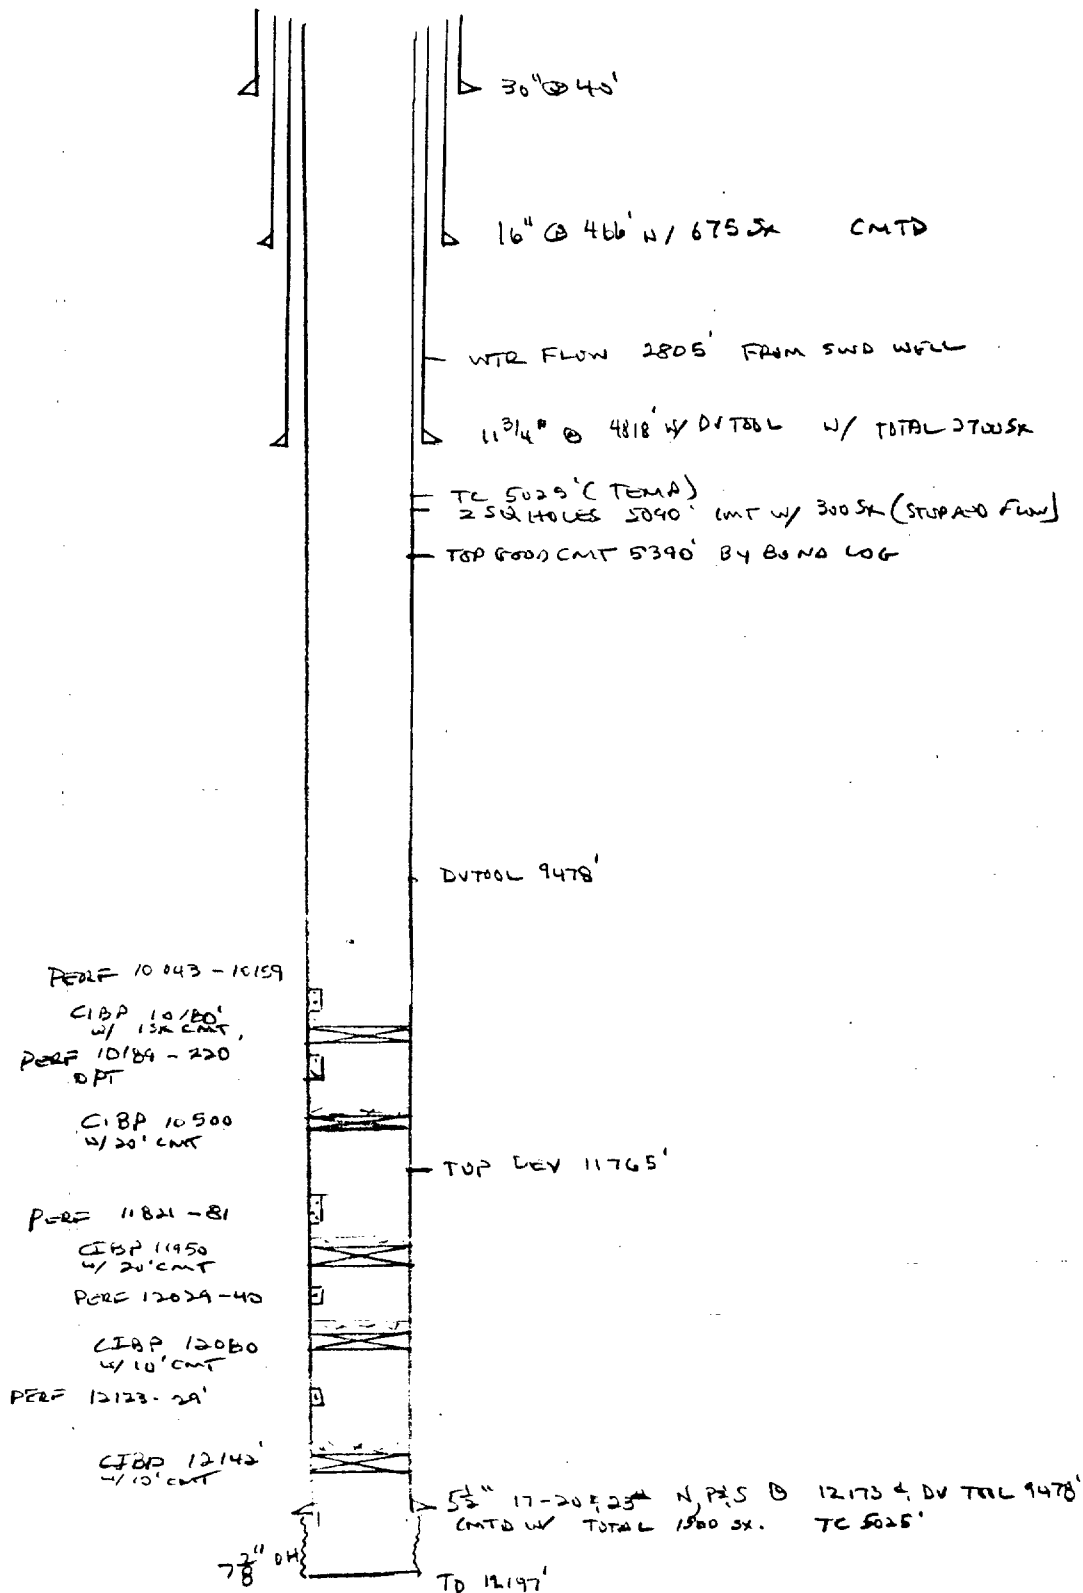 30" @ 40'
16" @ 466' W/ 675 SX CMTD
WTR FLOW 2805' FROM SWD WELL
11 3/4" @ 4818' W/ DV TOOL W/ TOTAL 2700 SX
TC 5025' (TEMP)
2 SQ HOLES 5090' CMT W/ 300 SX (STOPPED FLOW)
TOP GOOD CMT 5390' BY BOND LOG
DV TOOL 9478'
PERF 10043 - 10159
CIBP 10180'
W/ 1 SX CMT,
PERF 10184 - 220
DPT
CIBP 10500
W/ 20' CMT
TOP DEV 11765'
PERF 11821 - 81
CIBP 11950
W/ 20' CMT
PERF 12029 - 40
CIBP 12080
W/ 10' CMT
PERF 12123 - 29'
CIBP 12142'
W/ 10' CMT
5 1/2" 17-20 & 23# N, P & S @ 12173 & DV TOOL 9478'
CMTD W/ TOTAL 1500 SX. TC 5025'
7 7/8" OH
TD 12197'